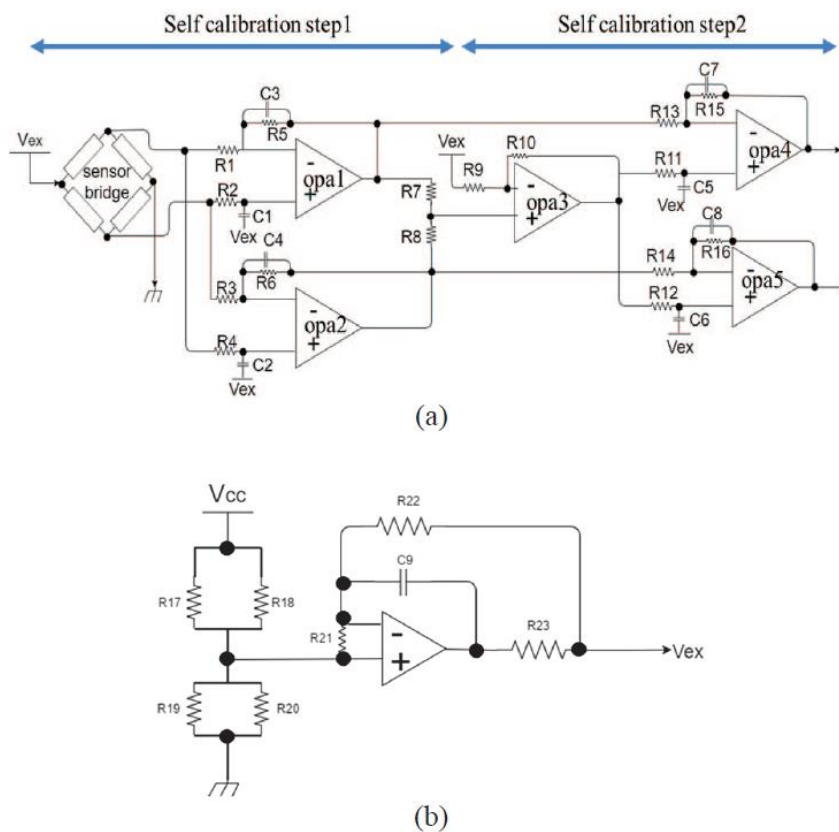 Self calibration step1
Self calibration step2
C3
C7
R5
R13
R15
Vex
R1
Vex
R10
opa4
sensor
bridge
R2
opa1
R7
R9
R11
C5
C1
opa3
Vex
Vex
C4
R8
C8
R6
R14
R16
R3
opa2
R12
opa5
R4
C6
C2
Vex
Vex
(a)
Vcc
R22
C9
R17
R18
R21
R23
Vex
R19
R20
(b)